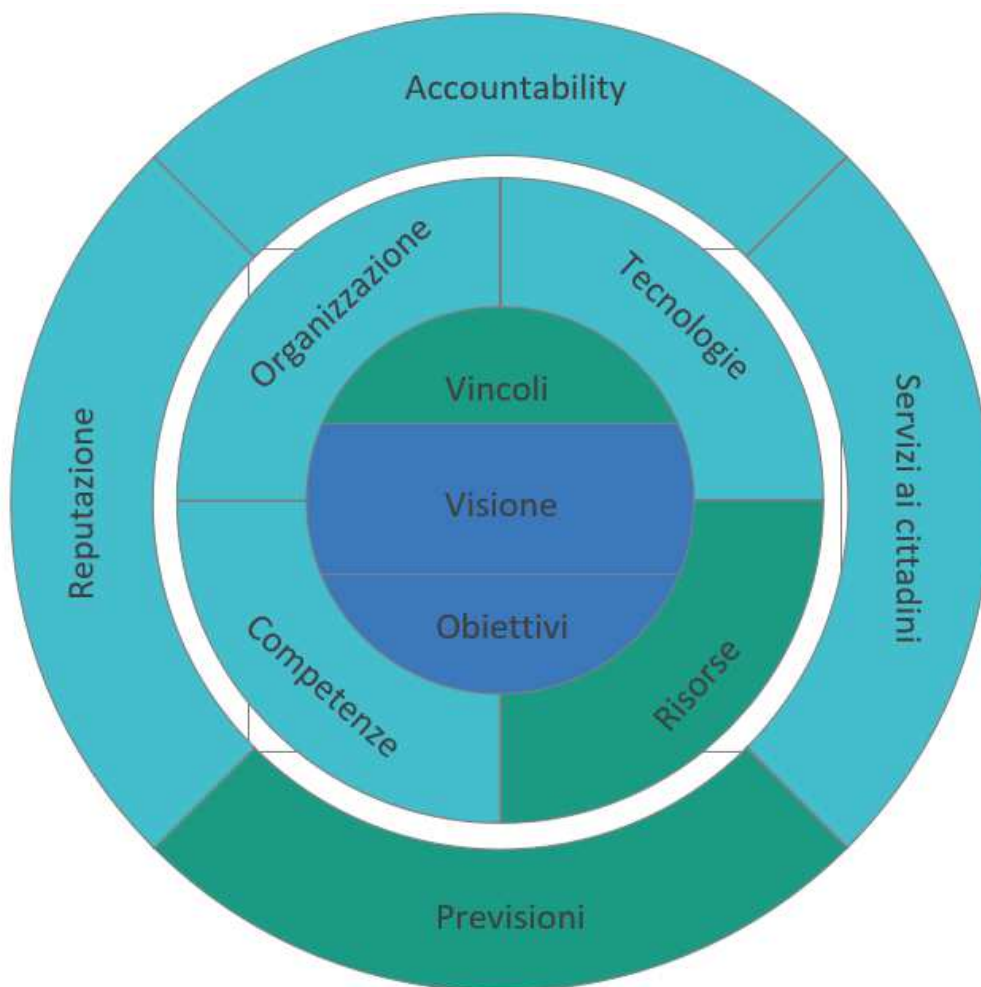 Accountability
Organizzazione
Tecnologie
Vincoli
Visione
Obiettivi
Reputazione
Servizi ai cittadini
Competenze
Risorse
Previsioni